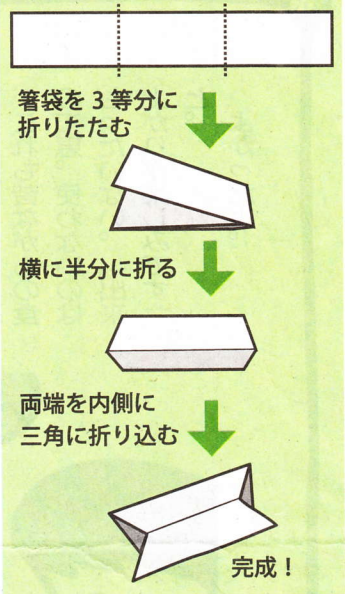 箸袋を3等分に
折りたたむ
横に半分に折る
両端を内側に
三角に折り込む
完成！